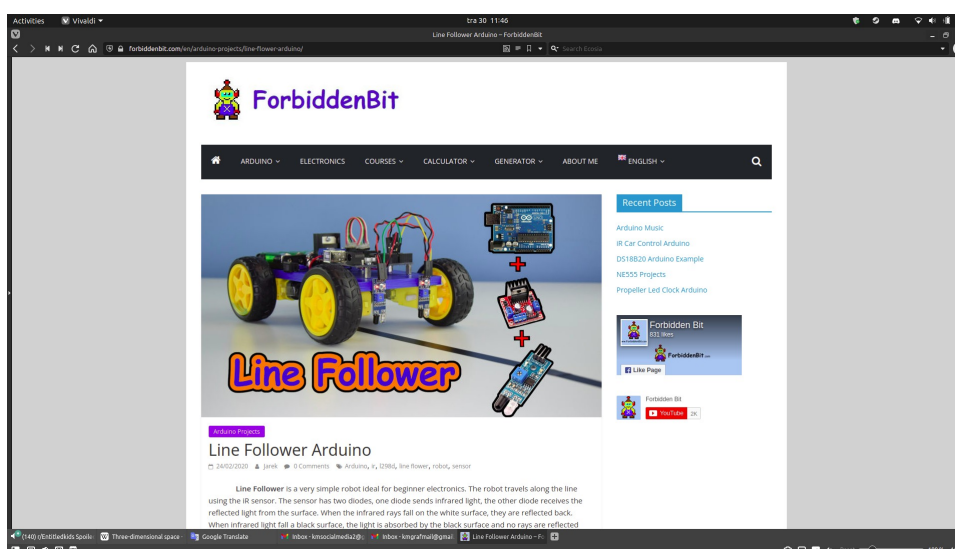 Activities Vivaldi
tra 30 11:46
Line Follower Arduino – ForbiddenBit
forbiddenbit.com/en/arduino-projects/line-flower-arduino/
Search Ecosia
ForbiddenBit
ARDUINO ELECTRONICS COURSES CALCULATOR GENERATOR ABOUT ME ENGLISH
Line Follower
Arduino Projects
Line Follower Arduino
24/02/2020 Jarek 0 Comments Arduino, ir, l298d, line flower, robot, sensor
Line Follower is a very simple robot ideal for beginner electronics. The robot travels along the line
using the IR sensor. The sensor has two diodes, one diode sends infrared light, the other diode receives the
reflected light from the surface. When the infrared rays fall on the white surface, they are reflected back.
When infrared light fall a black surface, the light is absorbed by the black surface and no rays are reflected
Recent Posts
Arduino Music
IR Car Control Arduino
DS18B20 Arduino Example
NE555 Projects
Propeller Led Clock Arduino
Forbidden Bit
831 likes
ForbiddenBit.com
Like Page
Forbidden Bit
YouTube 2K
(140) r/Entitledkids Spoile
Three-dimensional space -
Google Translate
Inbox - kmsocialmedia2@g
Inbox - kmgrafmail@gmail
Line Follower Arduino – Fo